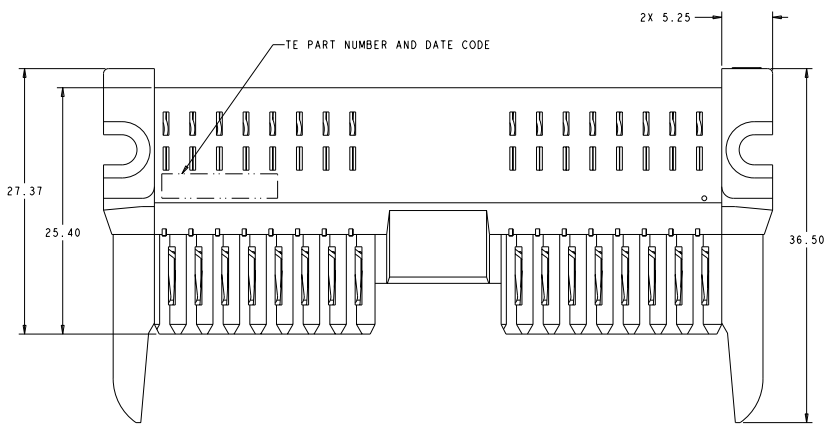 2X 5.25
TE PART NUMBER AND DATE CODE
27.37
25.40
36.50